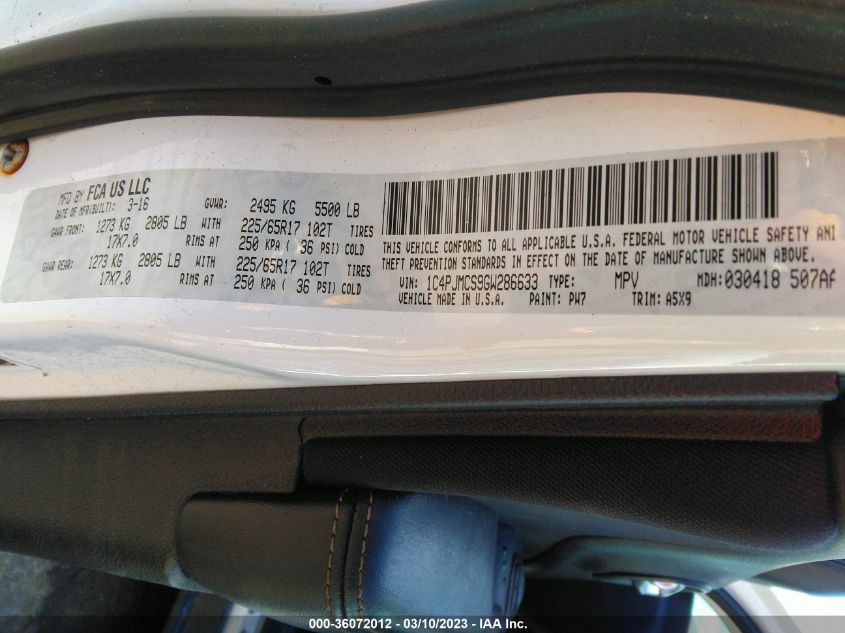 MFD BY FCA US LLC
DATE OF MFR(BUILT): 3-16 GVWR: 2495 KG 5500 LB
GAWR FRONT: 1273 KG 2805 LB WITH 225/65R17 102T TIRES
17X7.0 RIMS AT 250 KPA ( 36 PSI) COLD
GAWR REAR: 1273 KG 2805 LB WITH 225/65R17 102T TIRES
17X7.0 RIMS AT 250 KPA ( 36 PSI) COLD
THIS VEHICLE CONFORMS TO ALL APPLICABLE U.S.A. FEDERAL MOTOR VEHICLE SAFETY AND
THEFT PREVENTION STANDARDS IN EFFECT ON THE DATE OF MANUFACTURE SHOWN ABOVE.
VIN: 1C4PJMCS9GW286633 TYPE: MPV MDH: 030418 507AA
VEHICLE MADE IN U.S.A. PAINT: PW7 TRIM: A5X9
000-36072012 — 03/10/2023 — IAA Inc.